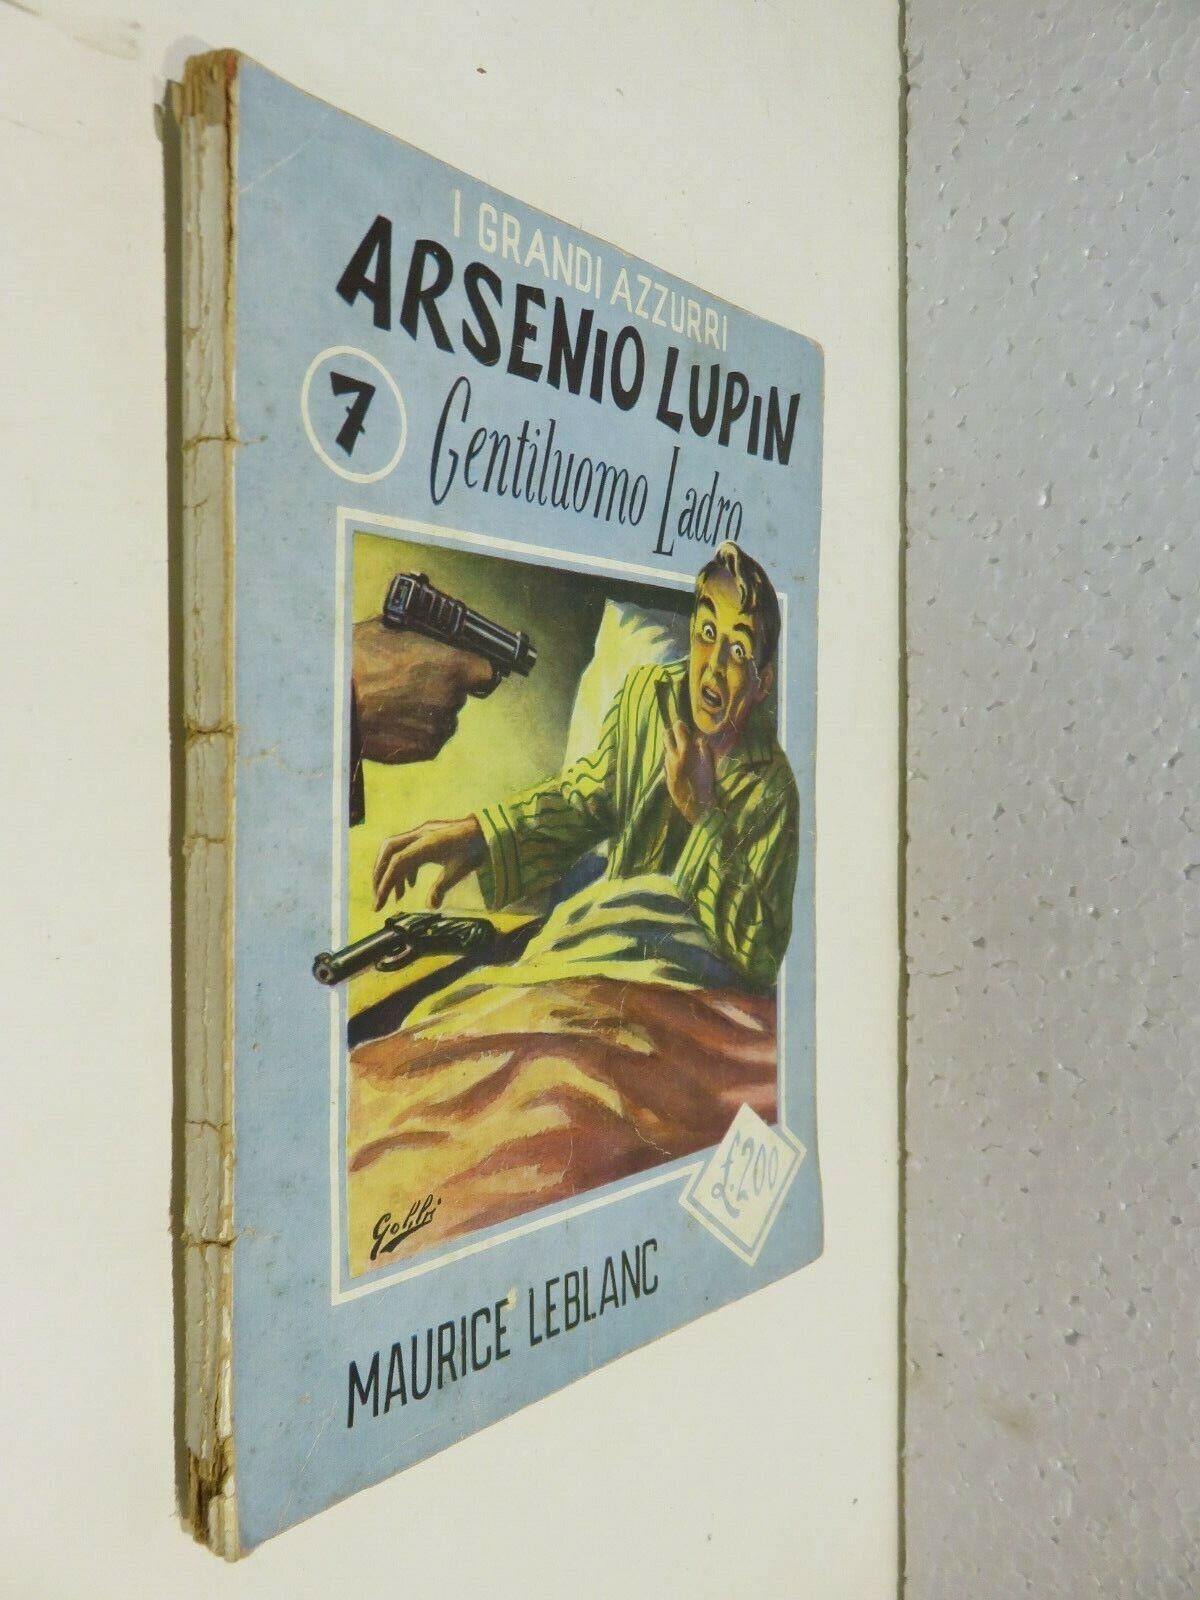 I GRANDI AZZURRI
ARSENIO LUPIN
7
Gentiluomo Ladro
£.200
MAURICE LEBLANC